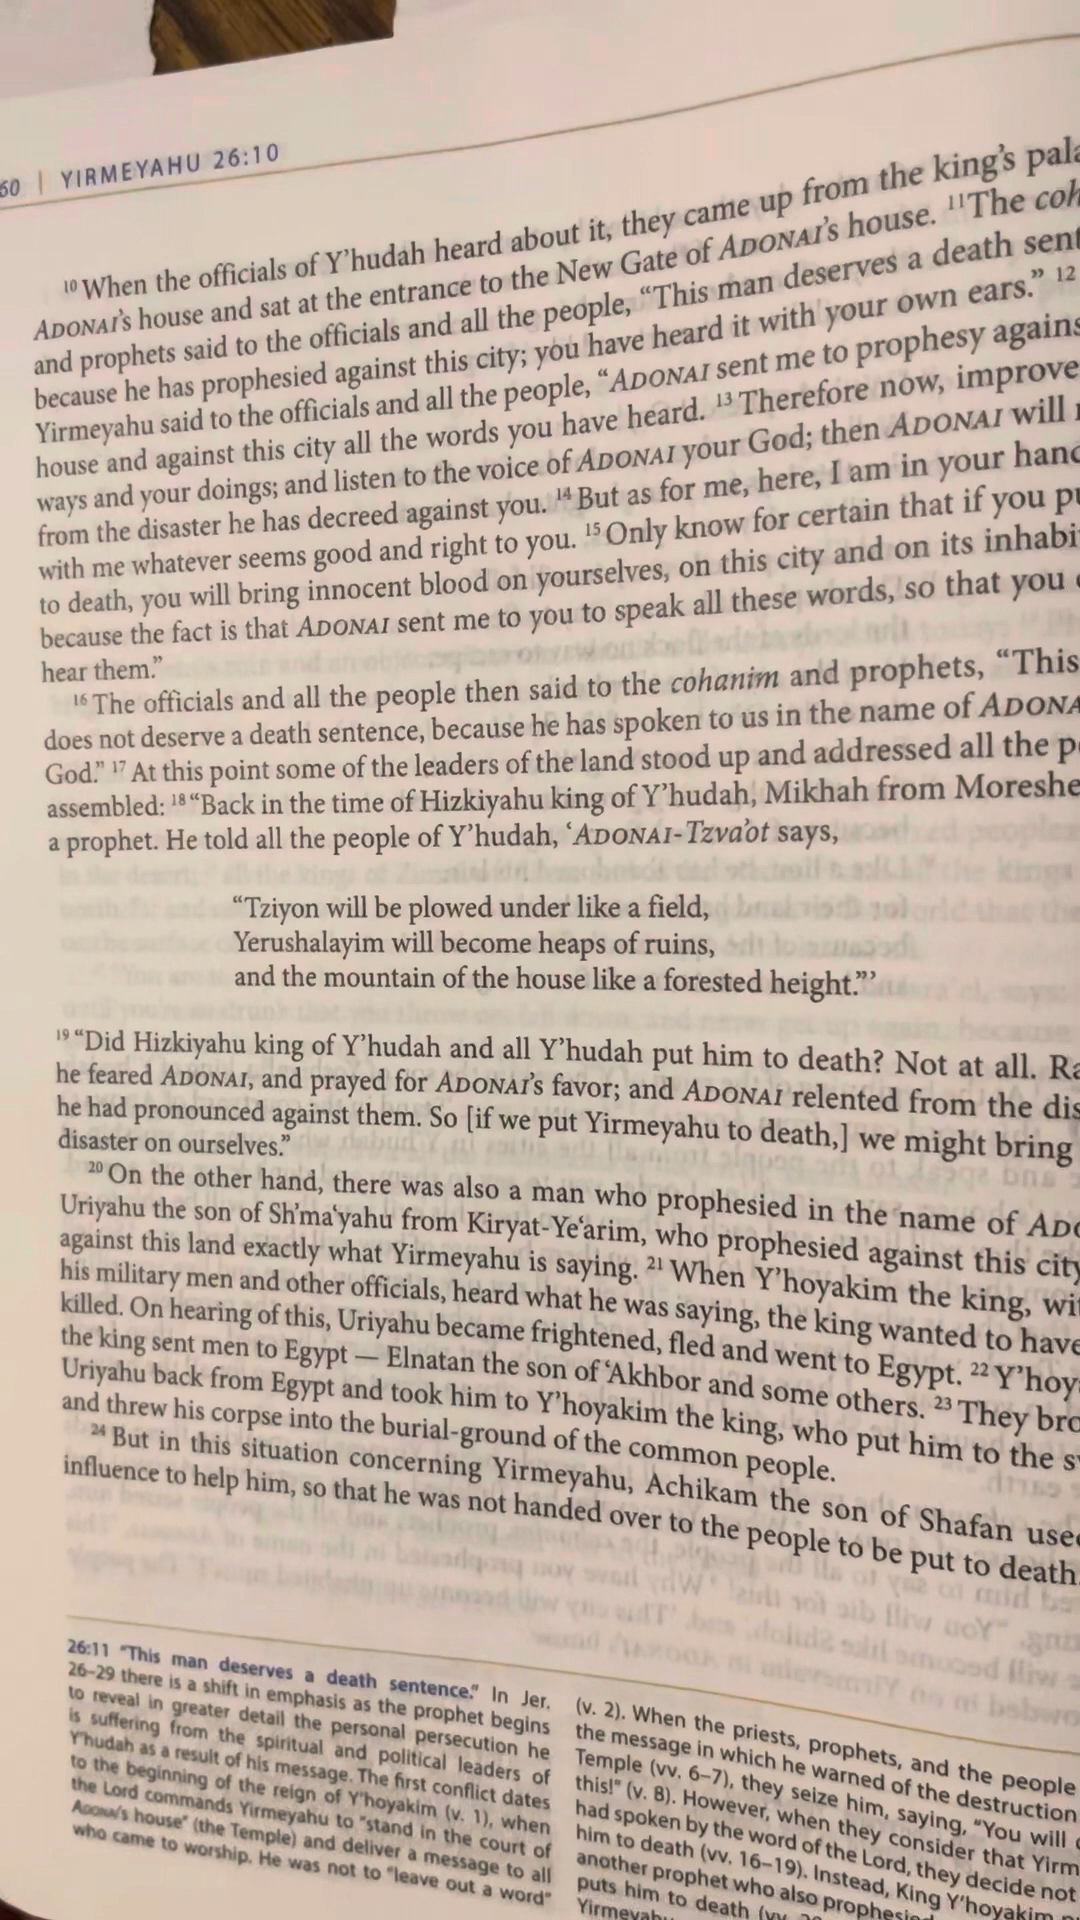 60 | YIRMEYAHU 26:10
¹⁰ When the officials of Y'hudah heard about it, they came up from the king's
ADONAI's house and sat at the entrance to the New Gate of ADONAI's house. ¹¹ The
and prophets said to the officials and all the people, “This man deserves a death
because he has prophesied against this city; you have heard it with your own ears.” ¹²
Yirmeyahu said to the officials and all the people, “ADONAI sent me to prophesy
house and against this city all the words you have heard. ¹³ Therefore now, improve
ways and your doings; and listen to the voice of ADONAI your God; then ADONAI will
from the disaster he has decreed against you. ¹⁴ But as for me, here, I am in your
with me whatever seems good and right to you. ¹⁵ Only know for certain that if you
to death, you will bring innocent blood on yourselves, on this city and on its
because the fact is that ADONAI sent me to you to speak all these words, so that you
hear them.”
¹⁶ The officials and all the people then said to the cohanim and prophets, “This
does not deserve a death sentence, because he has spoken to us in the name of
God.” ¹⁷ At this point some of the leaders of the land stood up and addressed all the
assembled: ¹⁸ “Back in the time of Hizkiyahu king of Y'hudah, Mikhah from
a prophet. He told all the people of Y'hudah, ‘ADONAI-Tzva'ot says,
“Tziyon will be plowed under like a field,
Yerushalayim will become heaps of ruins,
and the mountain of the house like a forested height.”’
¹⁹ “Did Hizkiyahu king of Y'hudah and all Y'hudah put him to death? Not at all.
he feared ADONAI, and prayed for ADONAI's favor; and ADONAI relented from the
he had pronounced against them. So [if we put Yirmeyahu to death,] we might bring
disaster on ourselves.”
²⁰ On the other hand, there was also a man who prophesied in the name of
Uriyahu the son of Sh'ma‘yahu from Kiryat-Ye‘arim, who prophesied against this city
against this land exactly what Yirmeyahu is saying. ²¹ When Y'hoyakim the king,
his military men and other officials, heard what he was saying, the king wanted to have
killed. On hearing of this, Uriyahu became frightened, fled and went to Egypt. ²²
the king sent men to Egypt — Elnatan the son of ‘Akhbor and some others. ²³ They
Uriyahu back from Egypt and took him to Y'hoyakim the king, who put him to the
and threw his corpse into the burial-ground of the common people.
²⁴ But in this situation concerning Yirmeyahu, Achikam the son of Shafan
influence to help him, so that he was not handed over to the people to be put to death.
26:11 “This man deserves a death sentence.” In Jer.
26–29 there is a shift in emphasis as the prophet begins
to reveal in greater detail the personal persecution he
is suffering from the spiritual and political leaders of
Y'hudah as a result of his message. The first conflict dates
to the beginning of the reign of Y'hoyakim (v. 1), when
the Lord commands Yirmeyahu to “stand in the court of
ADONAI's house” (the Temple) and deliver a message to all
who came to worship. He was not to “leave out a word”
(v. 2). When the priests, prophets, and the people
the message in which he warned of the destruction
Temple (vv. 6–7), they seize him, saying, “You will
this!” (v. 8). However, when they consider that
had spoken by the word of the Lord, they decide not
him to death (vv. 16–19). Instead, King Y'hoyakim
another prophet who also
puts him to death